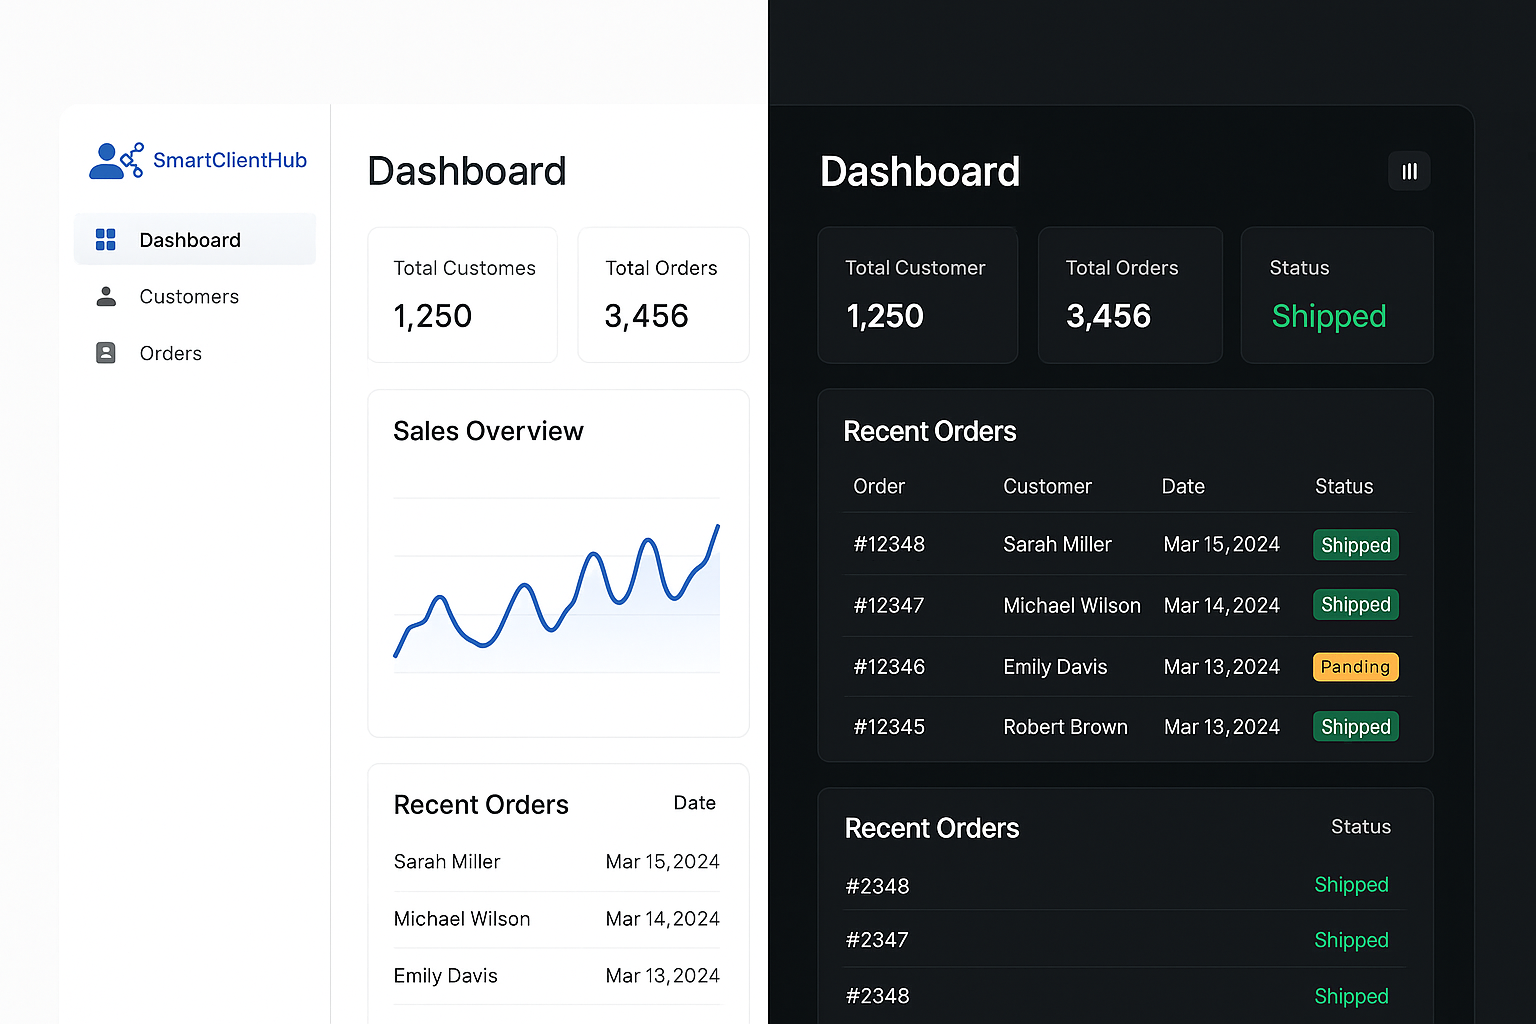 SmartClientHub
Dashboard
Customers
Orders
Dashboard
Total Customes
1,250
Total Orders
3,456
Sales Overview
Recent Orders Date
Sarah Miller Mar 15,2024
Michael Wilson Mar 14,2024
Emily Davis Mar 13,2024
Dashboard
Total Customer
1,250
Total Orders
3,456
Status
Shipped
Recent Orders
Order Customer Date Status
#12348 Sarah Miller Mar 15,2024 Shipped
#12347 Michael Wilson Mar 14,2024 Shipped
#12346 Emily Davis Mar 13,2024 Panding
#12345 Robert Brown Mar 13,2024 Shipped
Recent Orders Status
#2348 Shipped
#2347 Shipped
#2348 Shipped